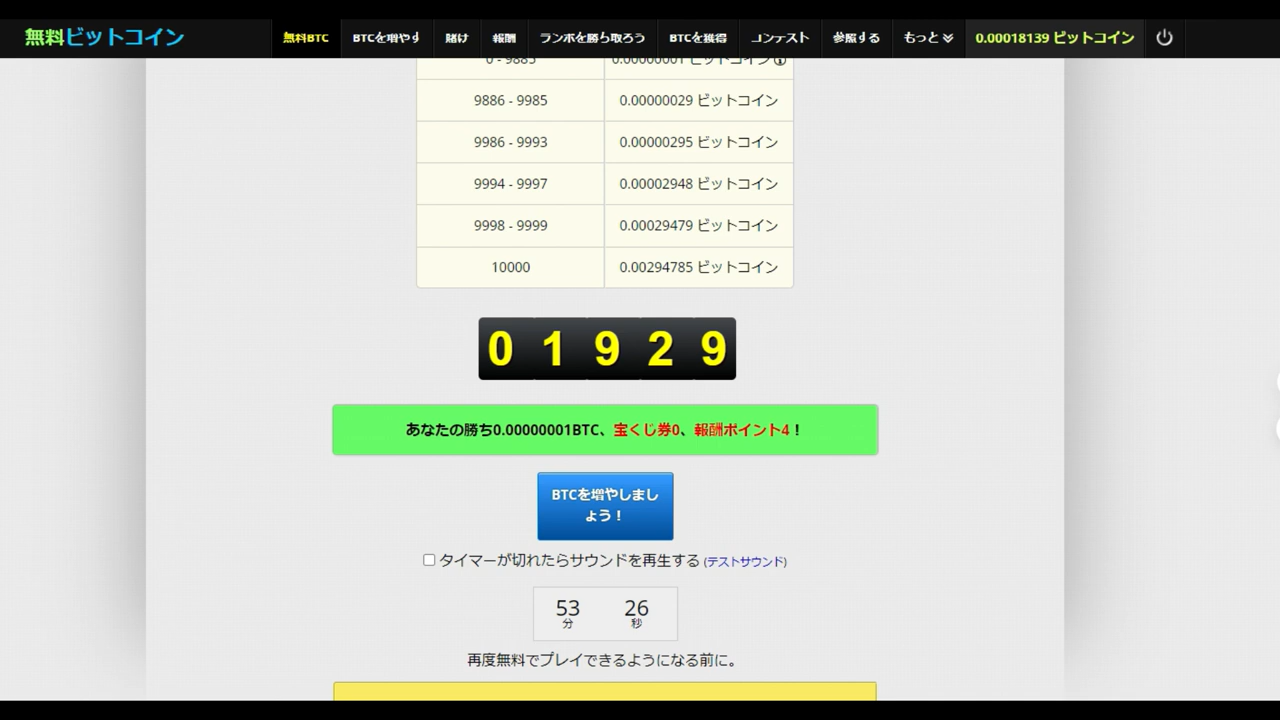 無料ビットコイン
無料BTC
BTCを増やす
賭け
報酬
ランボを勝ち取ろう
BTCを獲得
コンテスト
参照する
もっと
0.00018139 ビットコイン
0 - 9885 0.00000001 ビットコイン
9886 - 9985 0.00000029 ビットコイン
9986 - 9993 0.00000295 ビットコイン
9994 - 9997 0.00002948 ビットコイン
9998 - 9999 0.00029479 ビットコイン
10000 0.00294785 ビットコイン
0 1 9 2 9
あなたの勝ち0.00000001BTC、宝くじ券0、報酬ポイント4！
BTCを増やしまし
ょう！
タイマーが切れたらサウンドを再生する (テストサウンド)
53 26
分 秒
再度無料でプレイできるようになる前に。